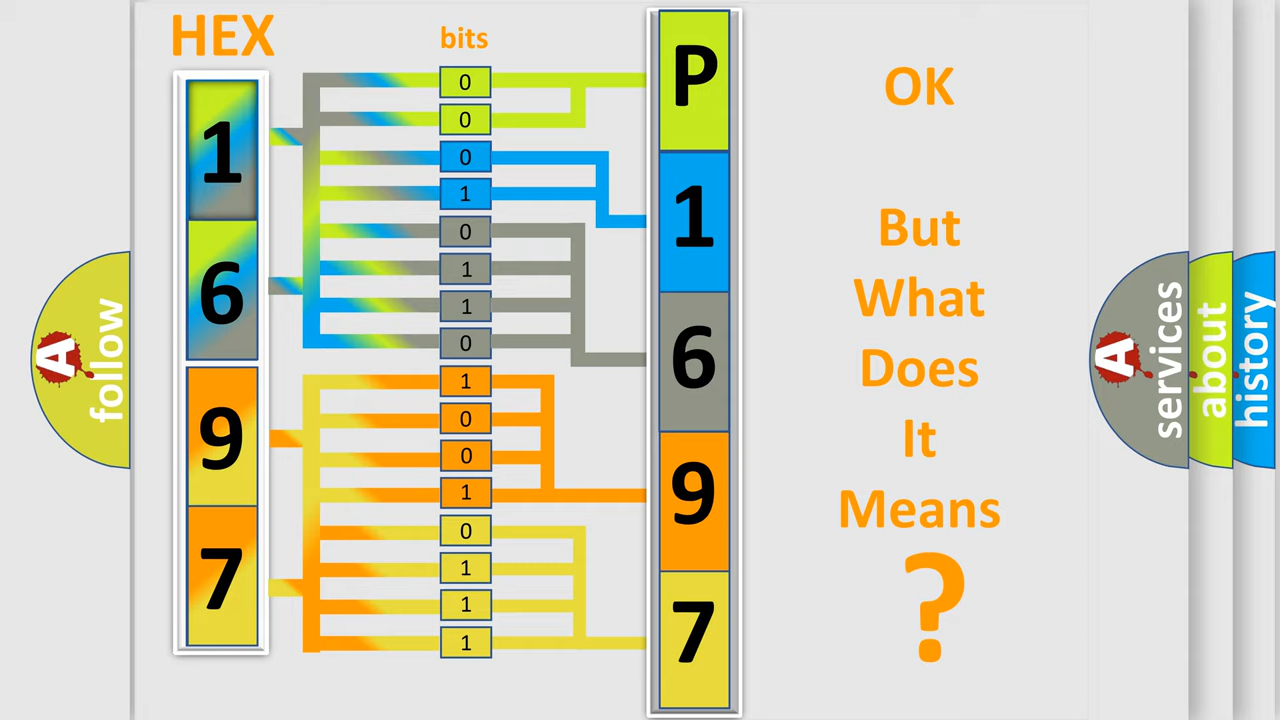 HEX
bits
1
6
9
7
0
0
0
1
0
1
1
0
1
0
0
1
0
1
1
1
P
1
6
9
7
OK
But
What
Does
It
Means
?
A
follow
A
services
about
history